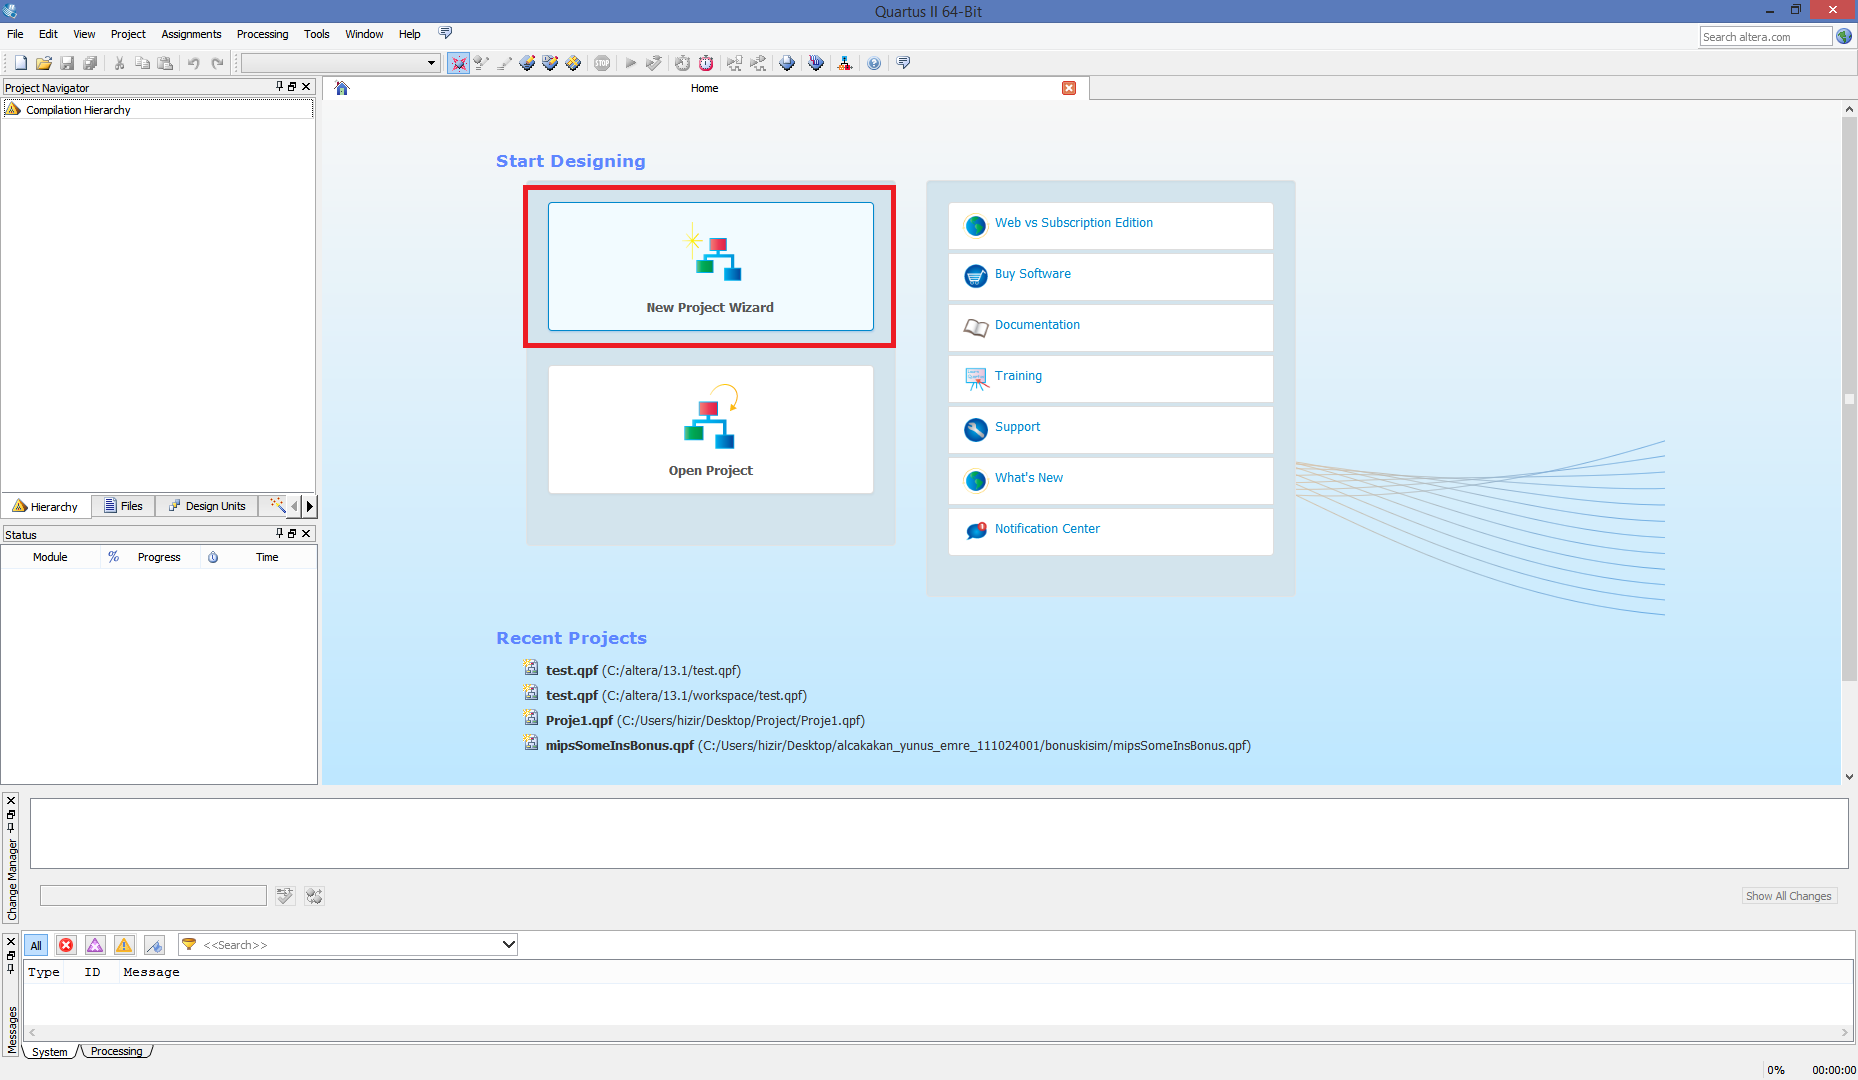 Quartus II 64-Bit
File Edit View Project Assignments Processing Tools Window Help
Search altera.com
STOP
Project Navigator
Home
Compilation Hierarchy
Start Designing
New Project Wizard
Open Project
Web vs Subscription Edition
Buy Software
Documentation
Training
Support
What's New
Notification Center
Hierarchy Files Design Units
Status
Module % Progress Time
Recent Projects
test.qpf (C:/altera/13.1/test.qpf)
test.qpf (C:/altera/13.1/workspace/test.qpf)
Proje1.qpf (C:/Users/hizir/Desktop/Project/Proje1.qpf)
mipsSomeInsBonus.qpf (C:/Users/hizir/Desktop/alcakakan_yunus_emre_111024001/bonuskisim/mipsSomeInsBonus.qpf)
Change Manager
Show All Changes
All <<Search>>
Type ID Message
Messages
System Processing
0% 00:00:00